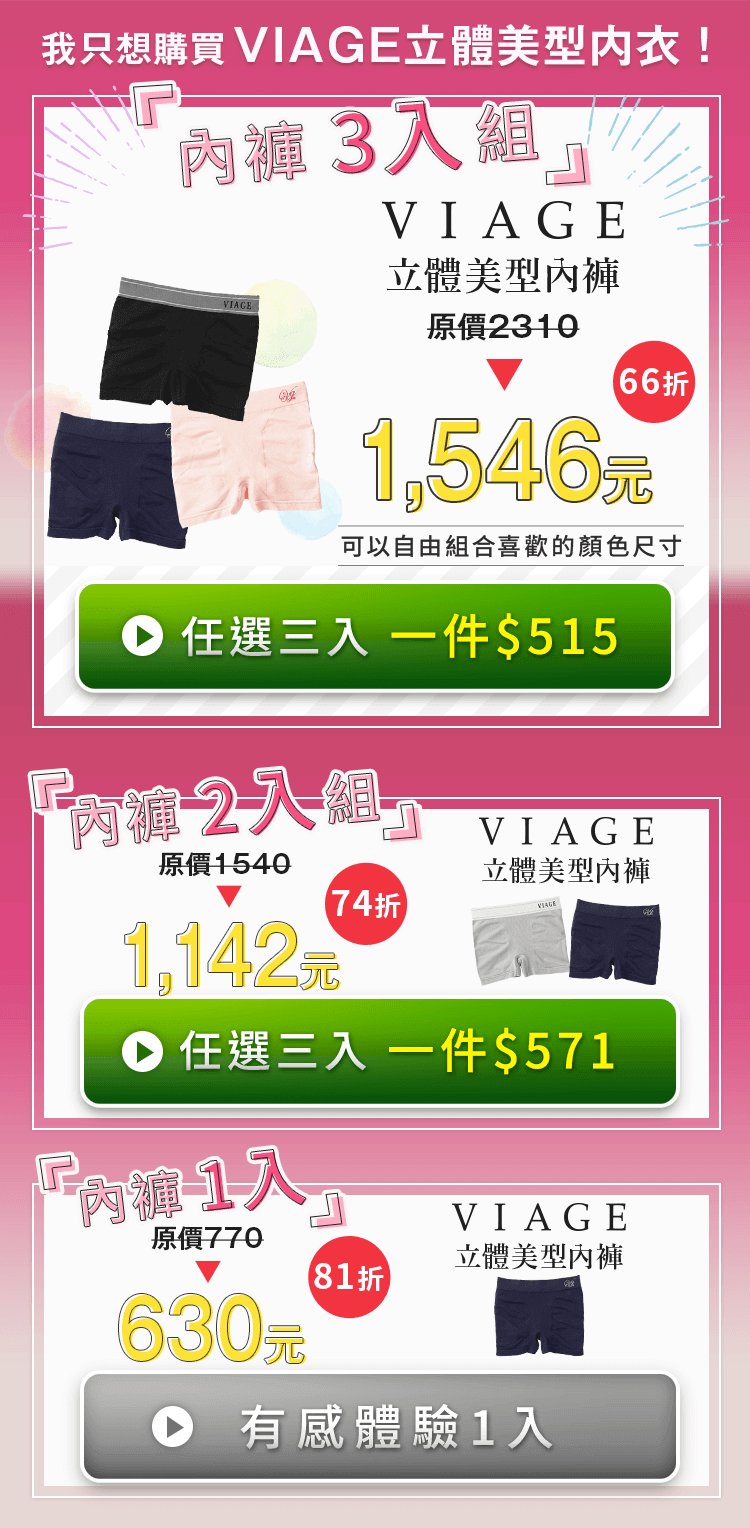 我只想購買VIAGE立體美型內衣！
『內褲3入組』
VIAGE
立體美型內褲
原價2310
66折
1,546元
可以自由組合喜歡的顏色尺寸
任選三入 一件$515
VIAGE
『內褲2入組』
VIAGE
立體美型內褲
原價1540
74折
1,142元
VIAGE
任選三入 一件$571
『內褲1入』
VIAGE
立體美型內褲
原價770
81折
630元
有感體驗1入